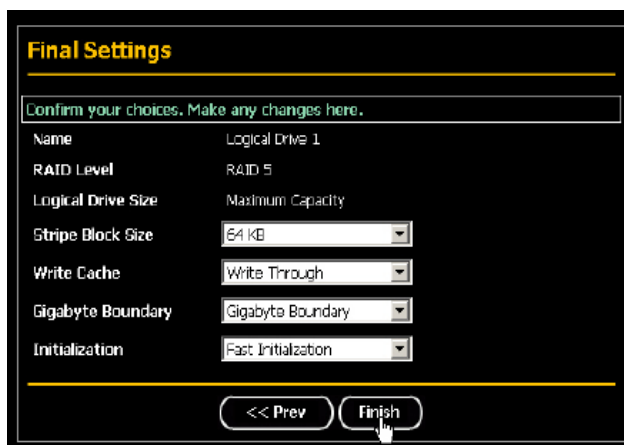 Final Settings
Confirm your choices. Make any changes here.
Name Logical Drive 1
RAID Level RAID 5
Logical Drive Size Maximum Capacity
Stripe Block Size 64 KB
Write Cache Write Through
Gigabyte Boundary Gigabyte Boundary
Initialization Fast Initialization
<< Prev Finish